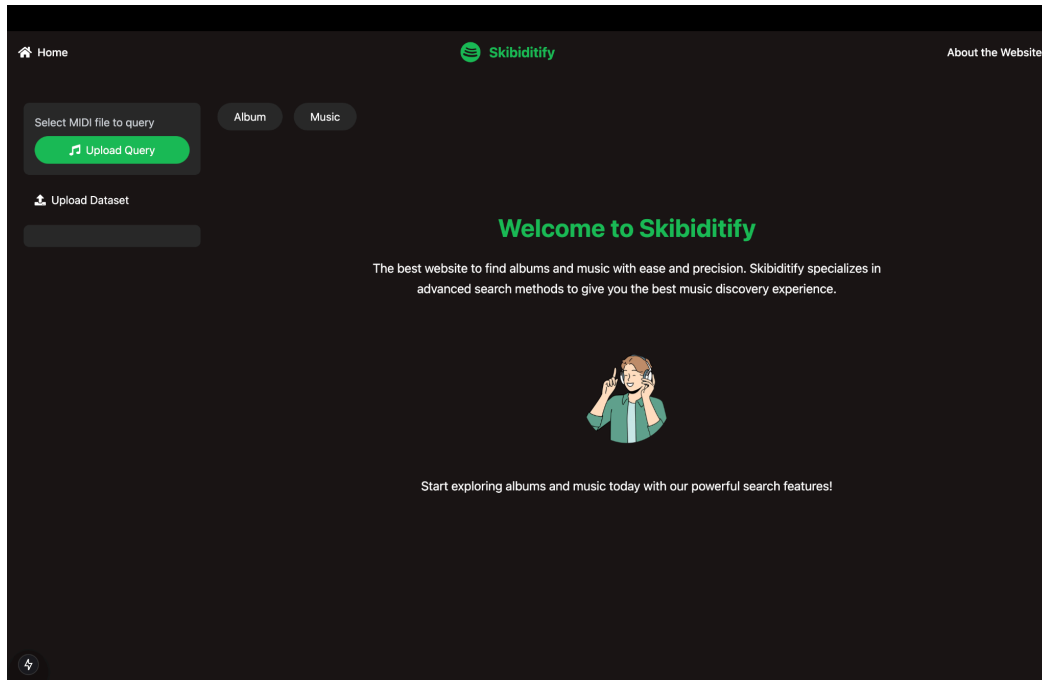 Home
Skibiditify
About the Website
Select MIDI file to query
Upload Query
Album
Music
Upload Dataset
Welcome to Skibiditify
The best website to find albums and music with ease and precision. Skibiditify specializes in
advanced search methods to give you the best music discovery experience.
Start exploring albums and music today with our powerful search features!